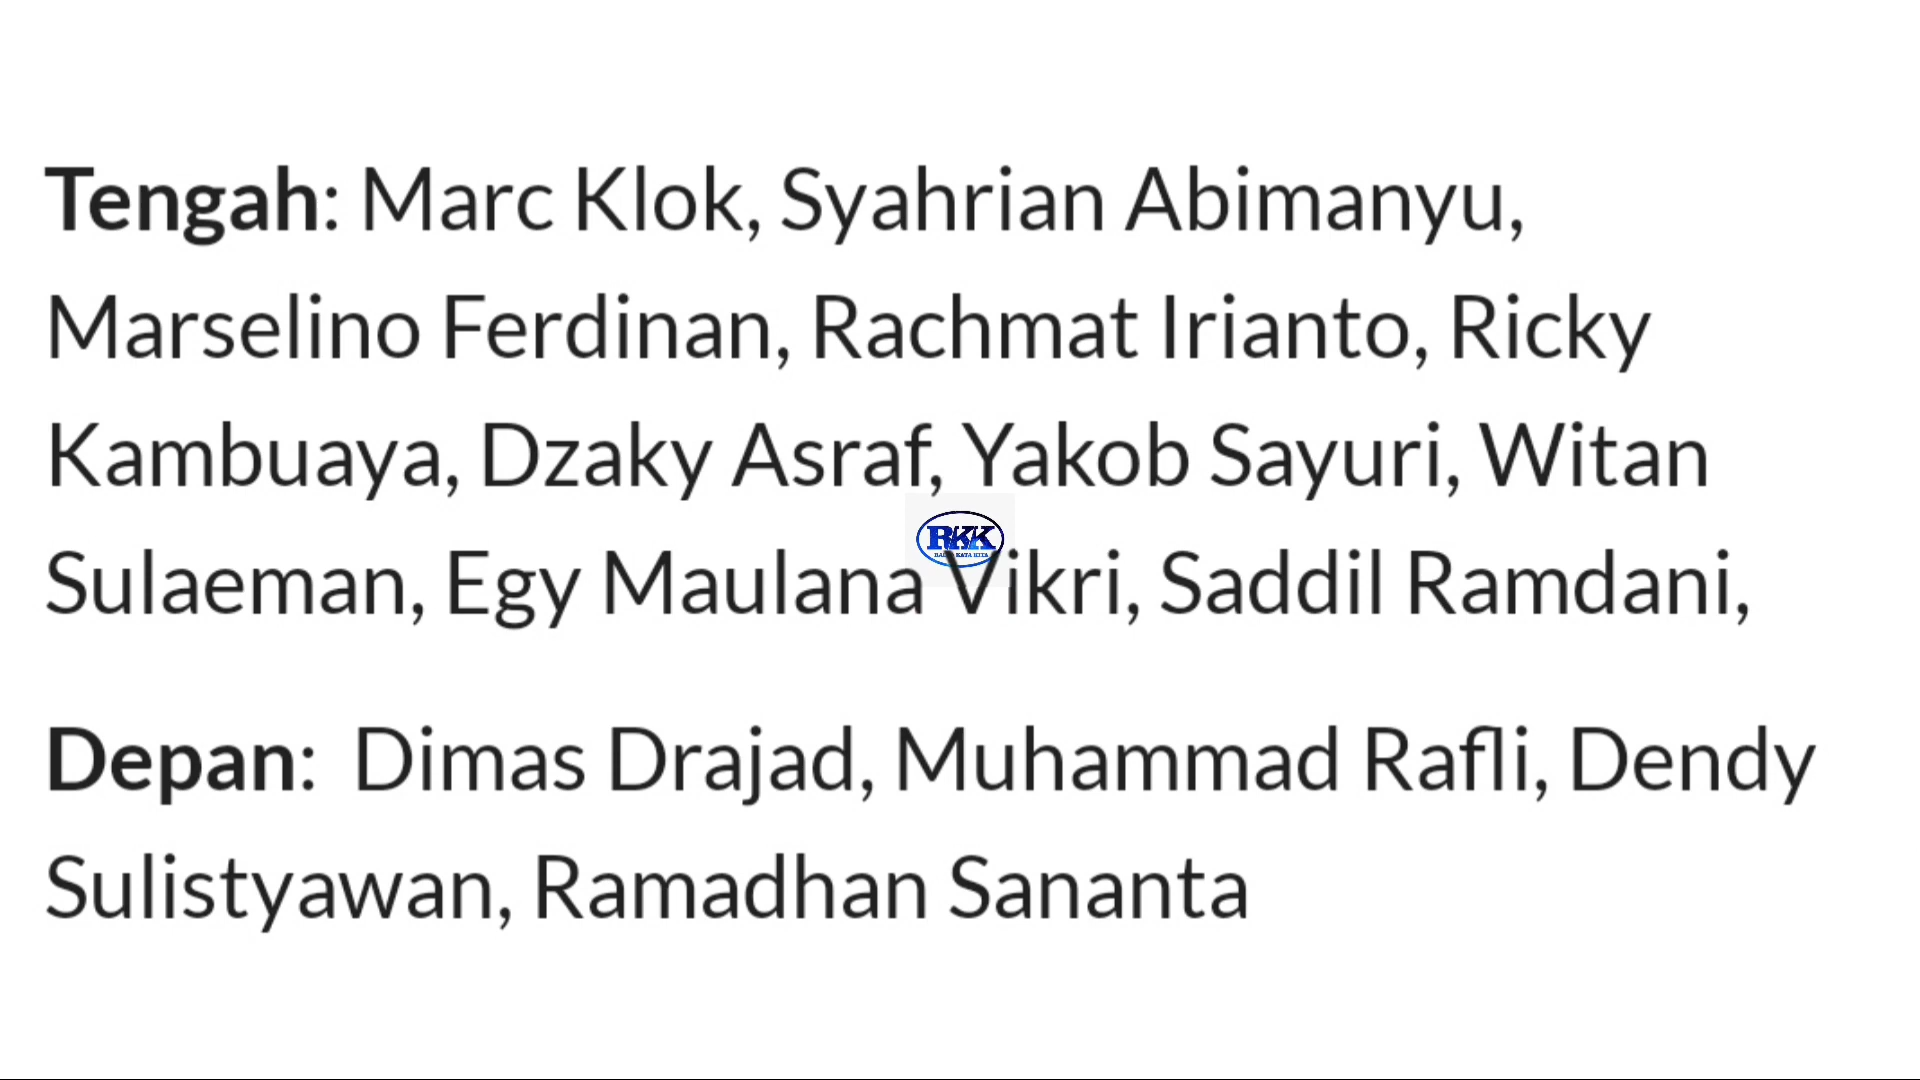 Tengah: Marc Klok, Syahrian Abimanyu,
Marselino Ferdinan, Rachmat Irianto, Ricky
Kambuaya, Dzaky Asraf, Yakob Sayuri, Witan
RKK
Sulaeman, Egy Maulana Vikri, Saddil Ramdani,
Depan:  Dimas Drajad, Muhammad Rafli, Dendy
Sulistyawan, Ramadhan Sananta